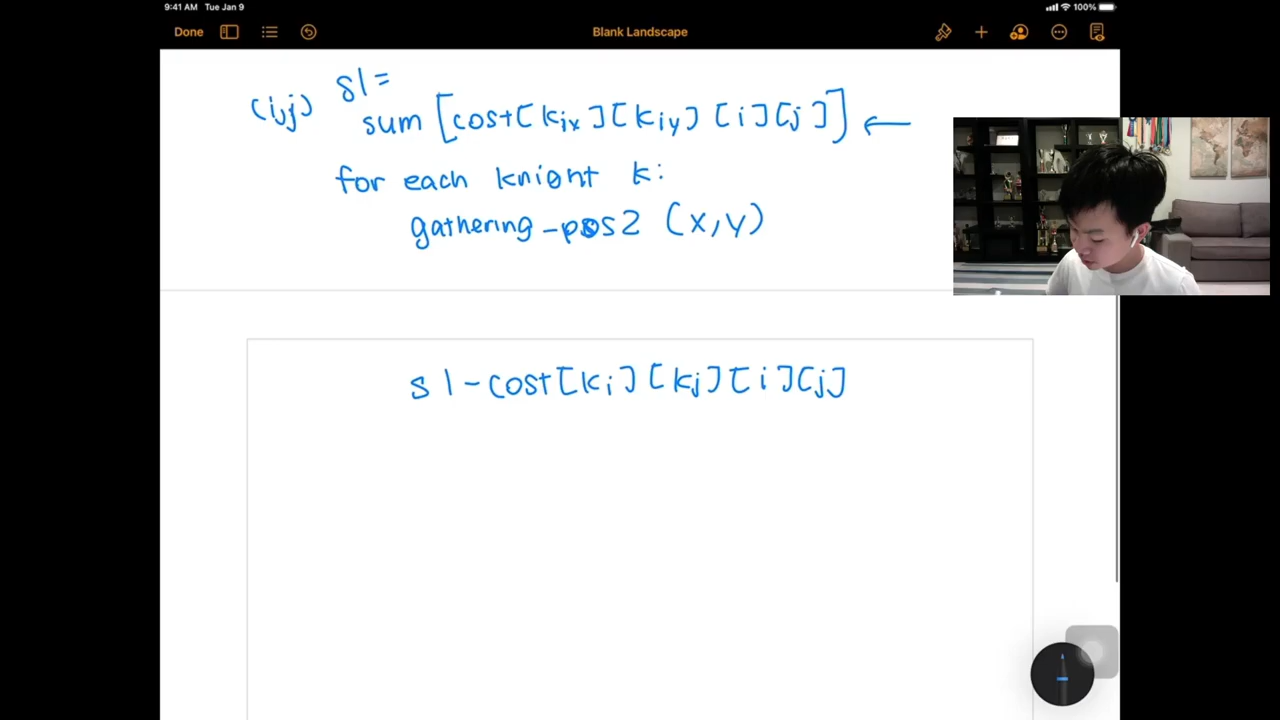 9:41 AM Tue Jan 9
100%
Done
Blank Landscape
(i,j) s1=
sum [cost[kix][kiy][i][j]] ←
for each knight k:
gathering_pos2 (x,y)
s1-cost[ki][kj][i][j]